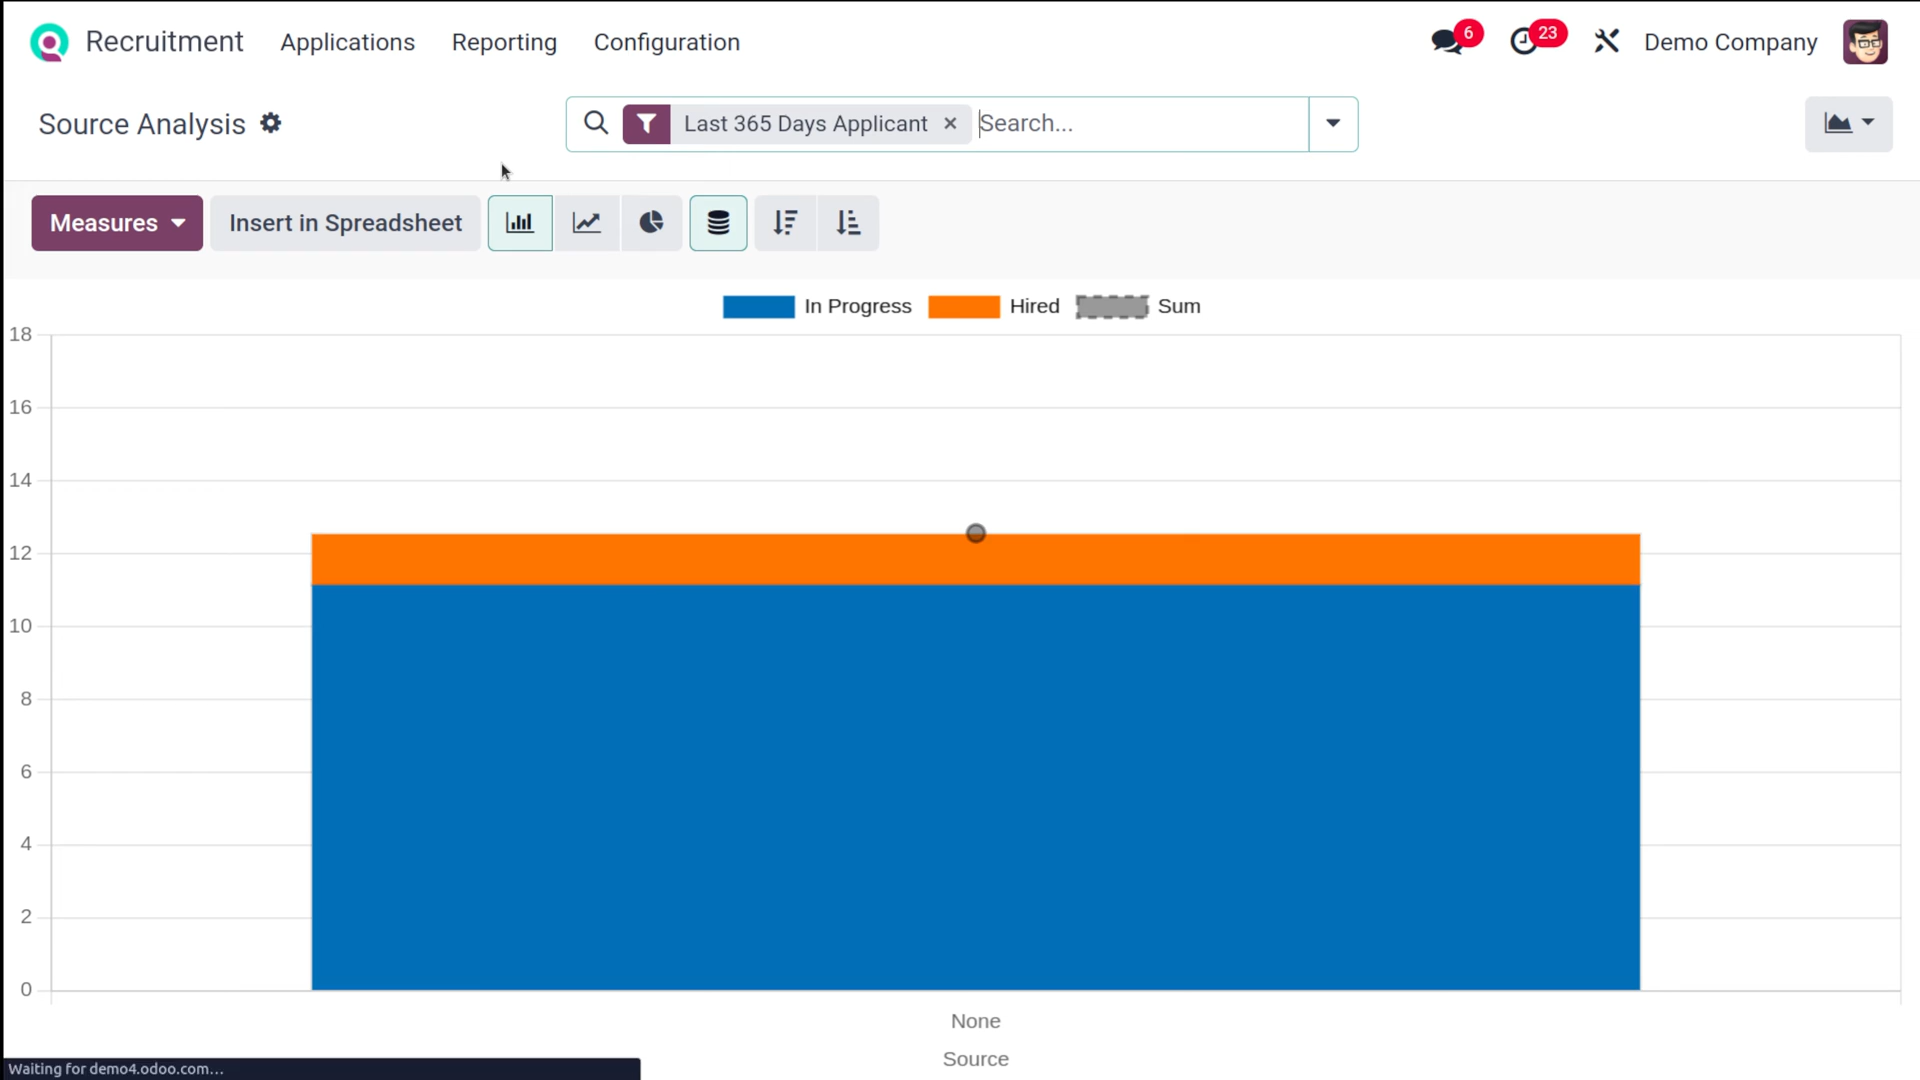 Recruitment Applications Reporting Configuration 6 23 Demo Company
Source Analysis Last 365 Days Applicant × Search...
Measures Insert in Spreadsheet
In Progress Hired Sum
18
16
14
12
10
8
6
4
2
0
None
Source
Waiting for demo4.odoo.com...